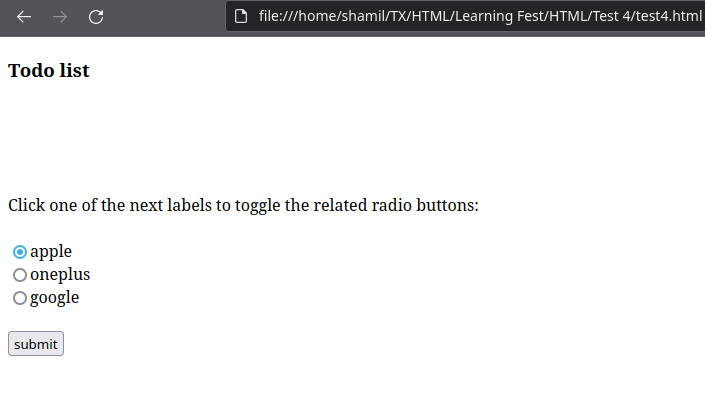 file:///home/shamil/TX/HTML/Learning Fest/HTML/Test 4/test4.html
Todo list
Click one of the next labels to toggle the related radio buttons:
apple
oneplus
google
submit